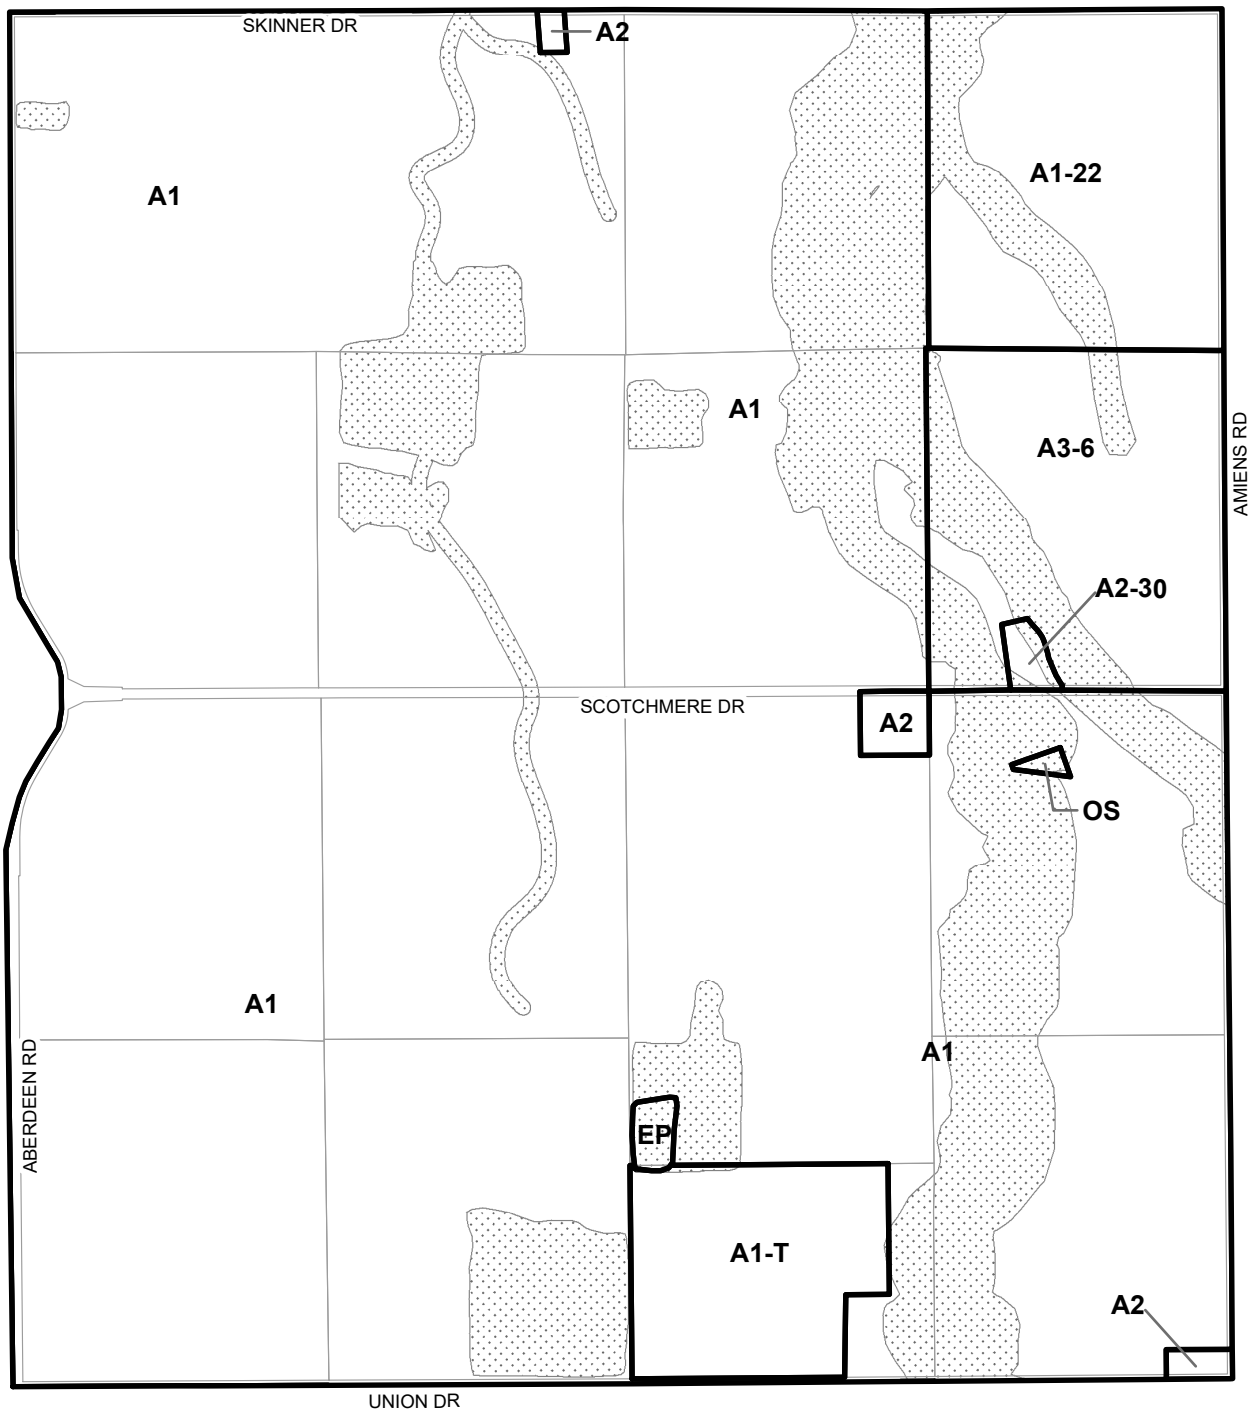 SKINNER DR
A2
A1
A1-22
A1
A3-6
AMIENS RD
A2-30
SCOTCHMERE DR
A2
OS
A1
A1
ABERDEEN RD
EP
A1-T
A2
UNION DR